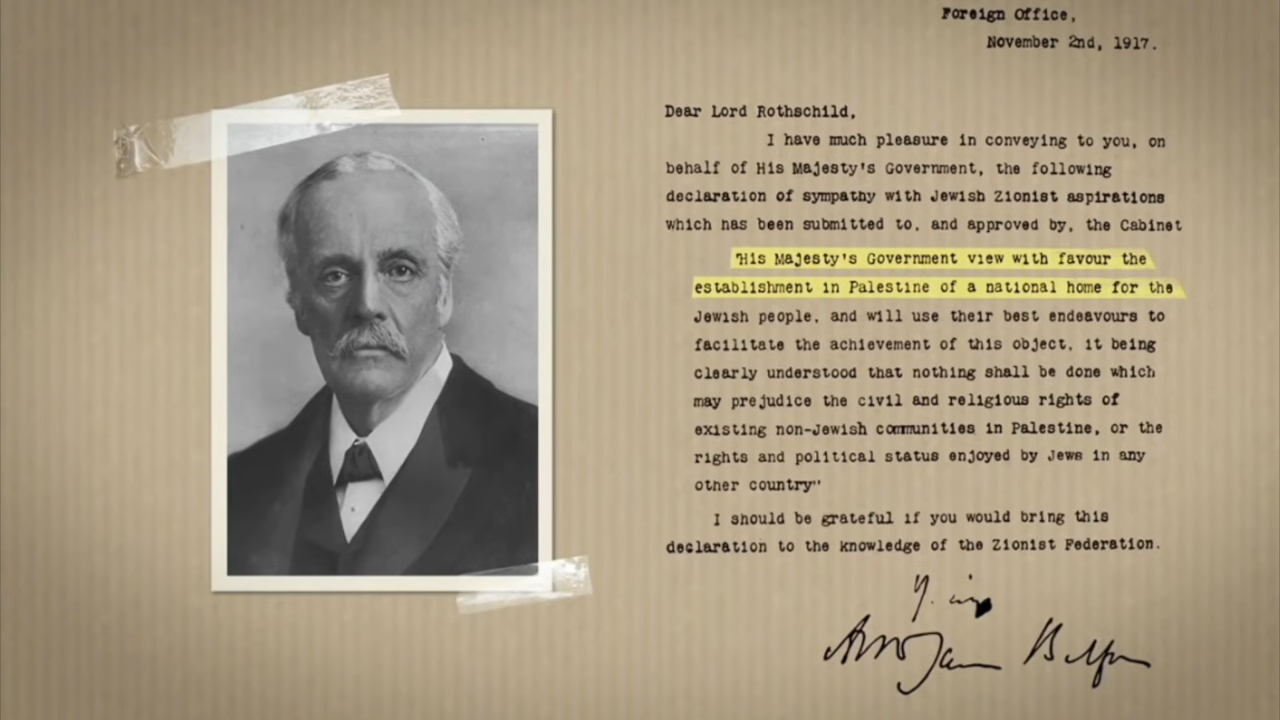 Foreign Office,
November 2nd, 1917.
Dear Lord Rothschild,
I have much pleasure in conveying to you, on
behalf of His Majesty's Government, the following
declaration of sympathy with Jewish Zionist aspirations
which has been submitted to, and approved by, the Cabinet
"His Majesty's Government view with favour the
establishment in Palestine of a national home for the
Jewish people, and will use their best endeavours to
facilitate the achievement of this object, it being
clearly understood that nothing shall be done which
may prejudice the civil and religious rights of
existing non-Jewish communities in Palestine, or the
rights and political status enjoyed by Jews in any
other country"
I should be grateful if you would bring this
declaration to the knowledge of the Zionist Federation.